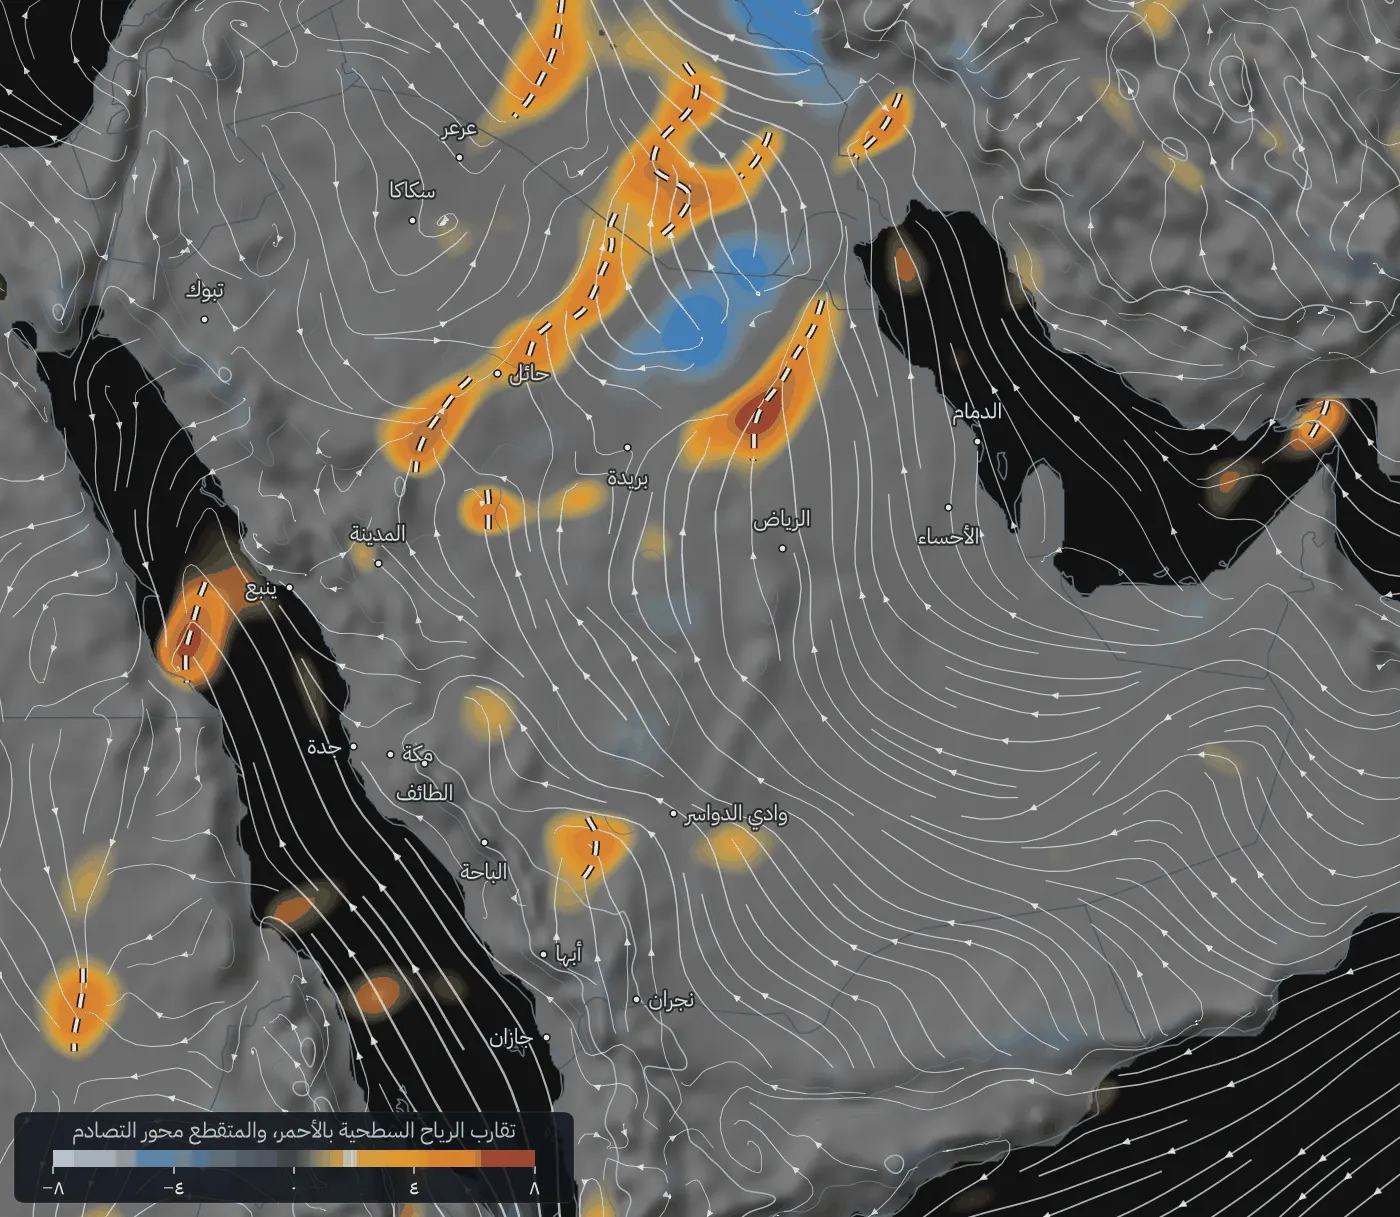 عرعر
سكاكا
تبوك
حائل
الدمام
بريدة
الرياض
الأحساء
المدينة
ينبع
جدة
مكة
الطائف
وادي الدواسر
الباحة
أبها
نجران
جازان
تقارب الرياح السطحية بالأحمر، والمتقطع محور التصادم
−٨ −٤ ٠ ٤ ٨